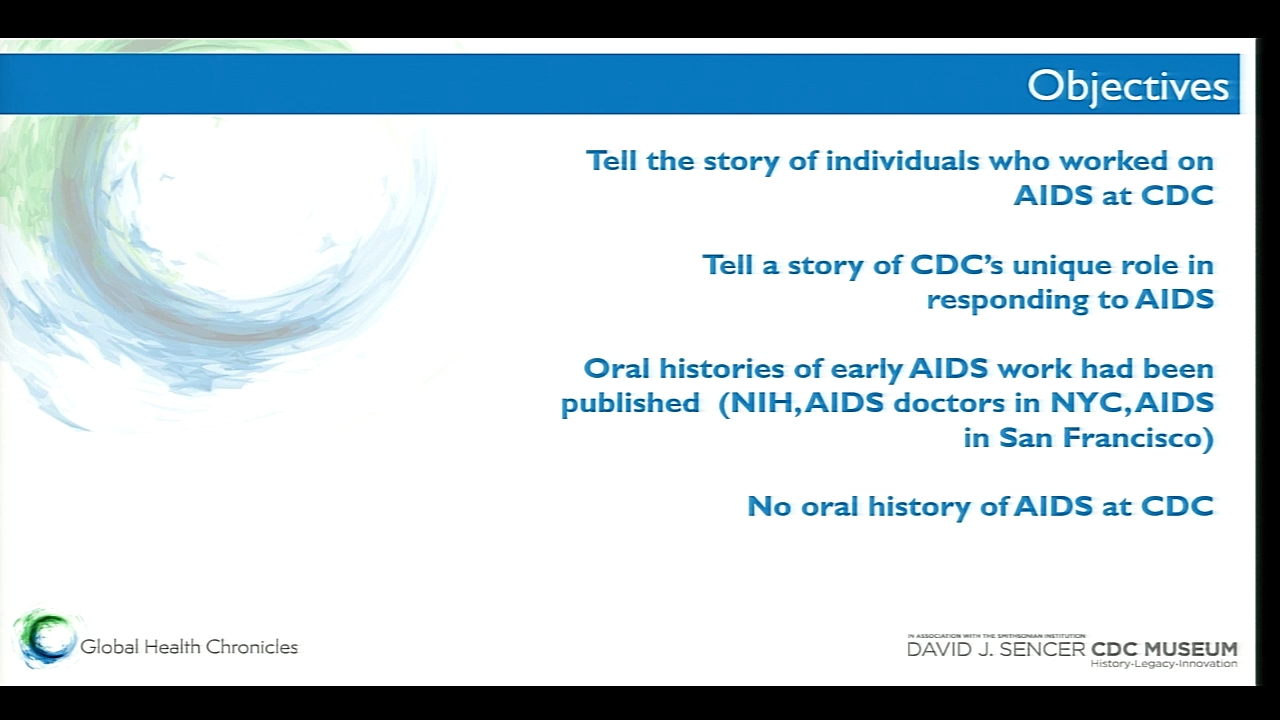 Objectives
Tell the story of individuals who worked on
AIDS at CDC
Tell a story of CDC’s unique role in
responding to AIDS
Oral histories of early AIDS work had been
published (NIH, AIDS doctors in NYC, AIDS
in San Francisco)
No oral history of AIDS at CDC
Global Health Chronicles
IN ASSOCIATION WITH THE SMITHSONIAN INSTITUTION
DAVID J. SENCER CDC MUSEUM
History-Legacy-Innovation